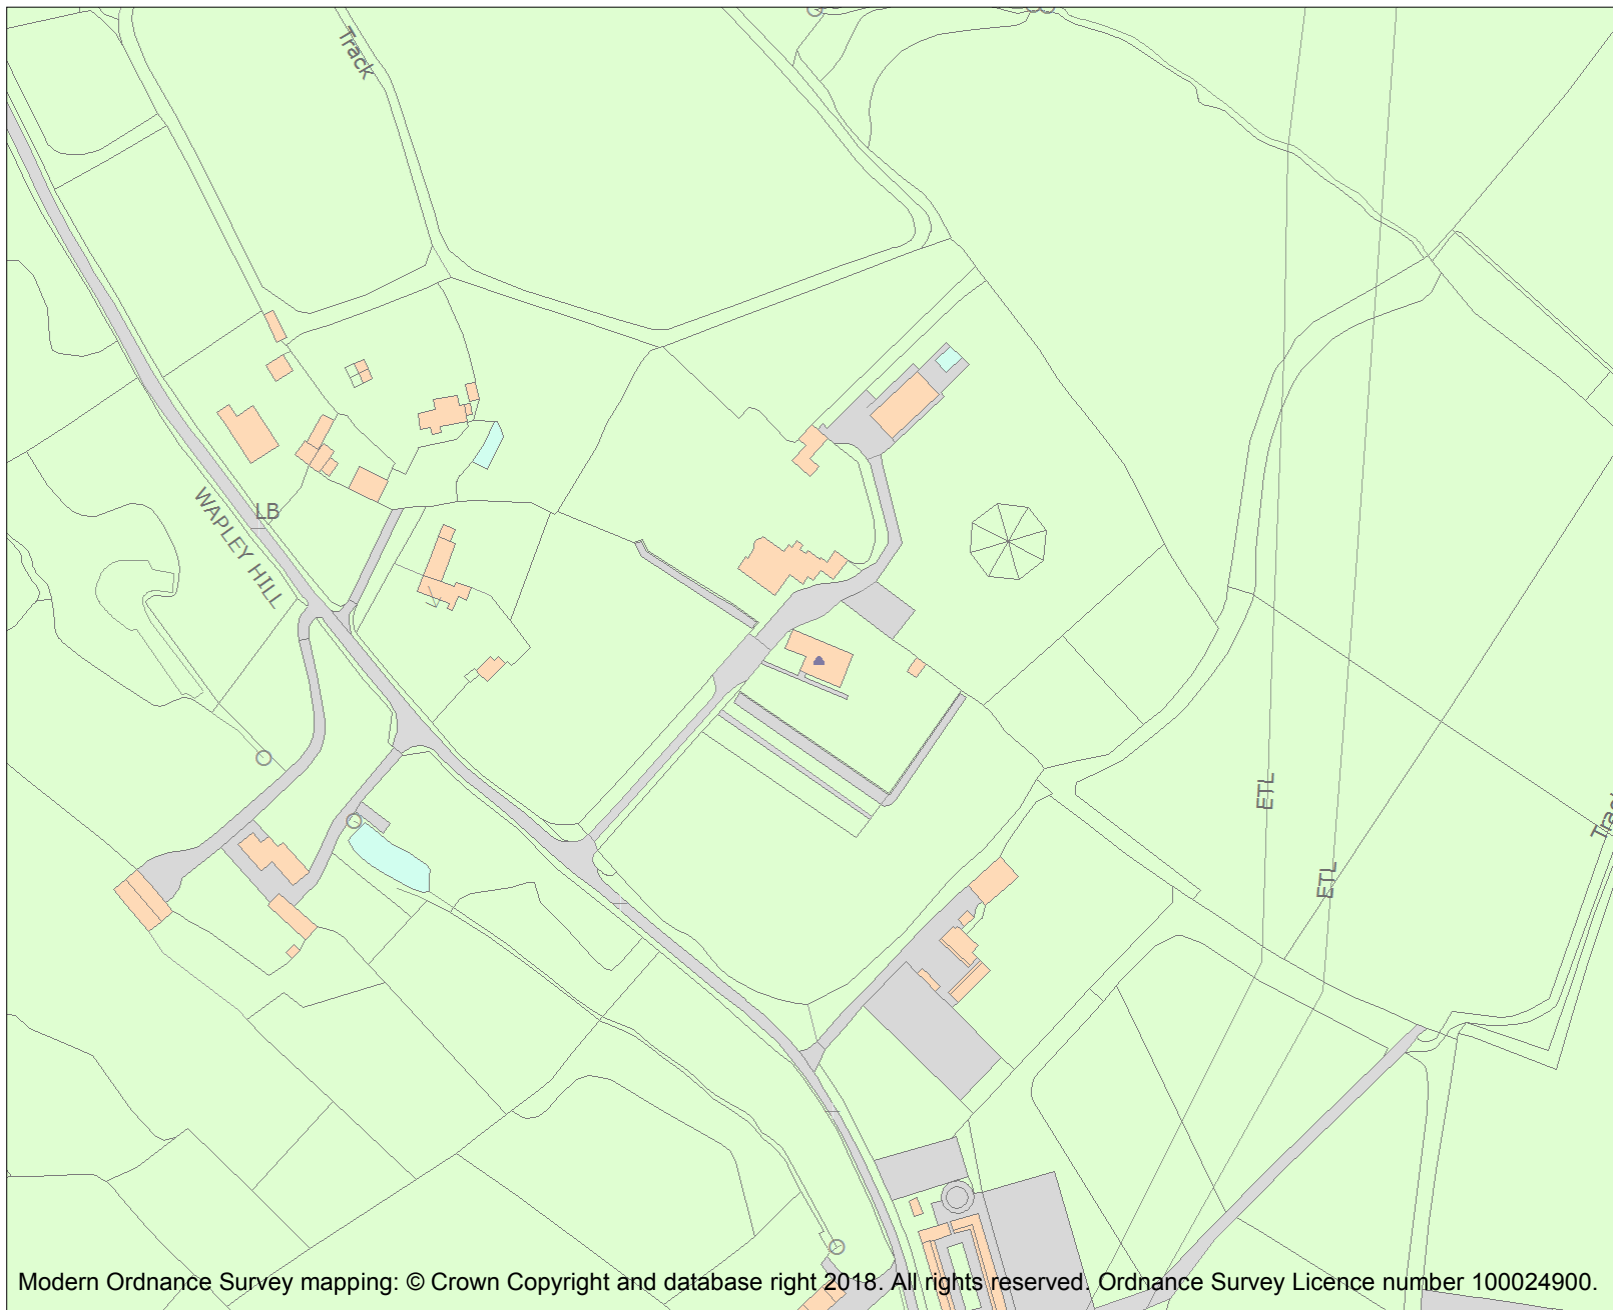 Track
LB
WAPLEY HILL
ETL
ETL
Track
Modern Ordnance Survey mapping: © Crown Copyright and database right 2018. All rights reserved. Ordnance Survey Licence number 100024900.